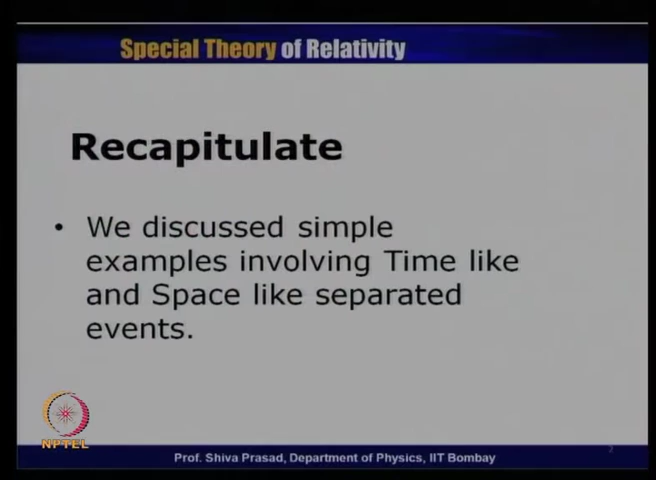 Special Theory of Relativity
Recapitulate
• We discussed simple
examples involving Time like
and Space like separated
events.
NPTEL
Prof. Shiva Prasad, Department of Physics, IIT Bombay
2